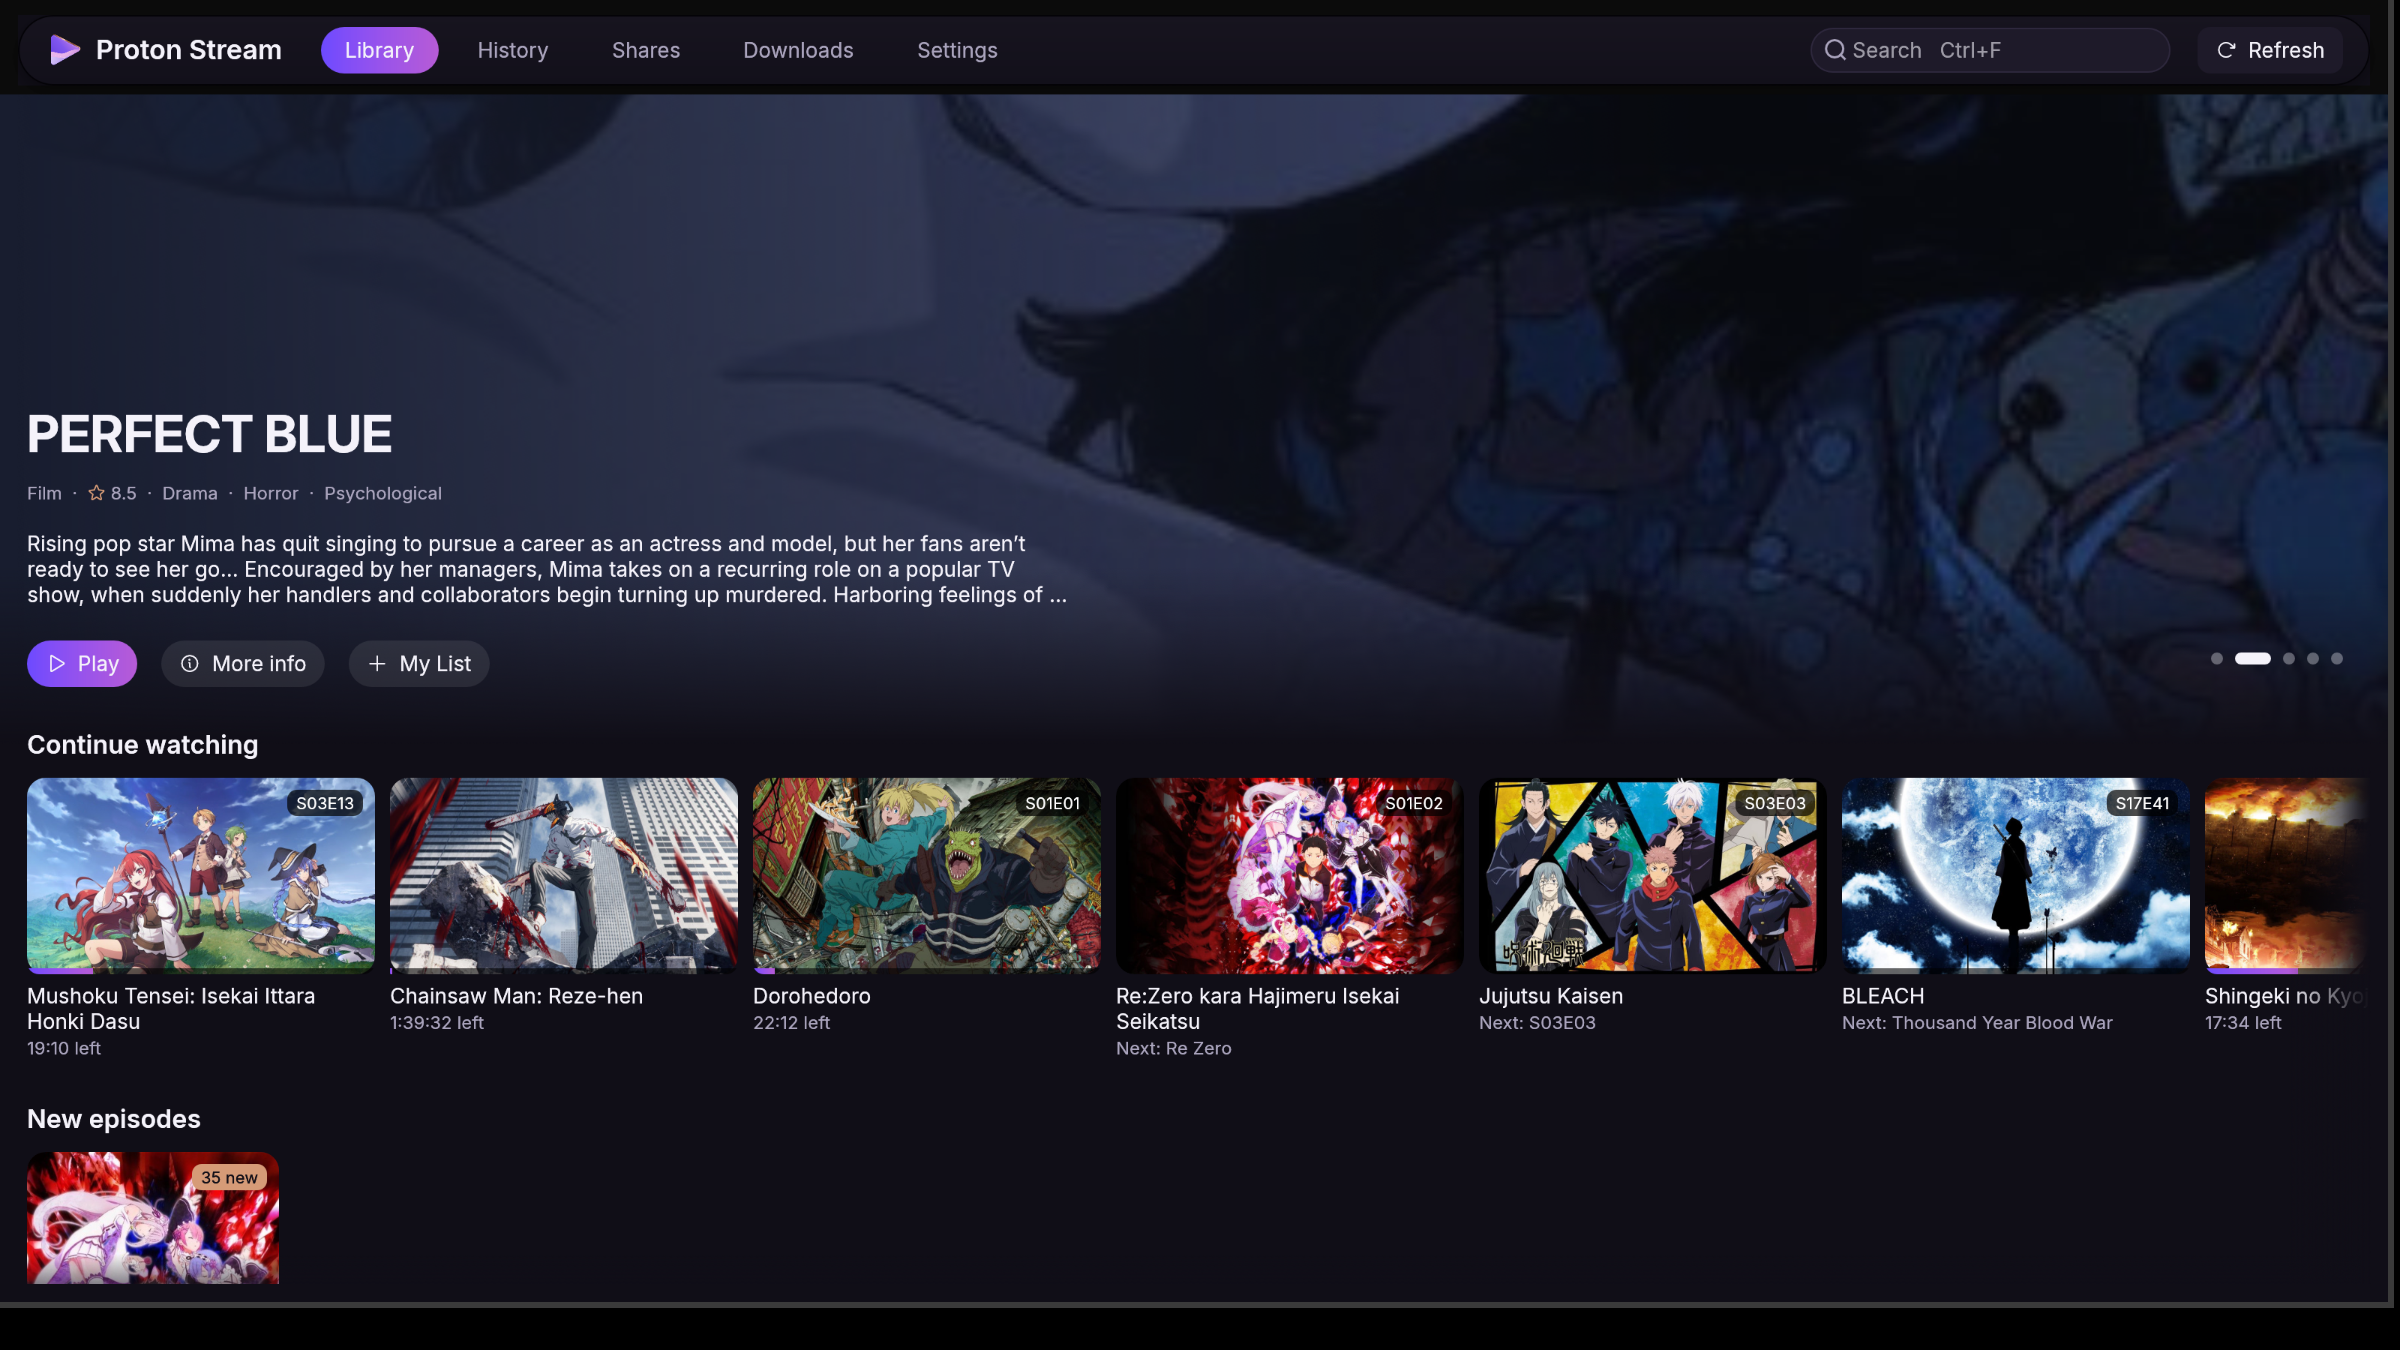 Proton Stream
Library
History
Shares
Downloads
Settings
Search Ctrl+F
Refresh
PERFECT BLUE
Film · 8.5 · Drama · Horror · Psychological
Rising pop star Mima has quit singing to pursue a career as an actress and model, but her fans aren’t
ready to see her go... Encouraged by her managers, Mima takes on a recurring role on a popular TV
show, when suddenly her handlers and collaborators begin turning up murdered. Harboring feelings of ...
Play
More info
My List
Continue watching
S03E13
S01E01
S01E02
S03E03
S17E41
呪術廻戦
Mushoku Tensei: Isekai Ittara
Honki Dasu
19:10 left
Chainsaw Man: Reze-hen
1:39:32 left
Dorohedoro
22:12 left
Re:Zero kara Hajimeru Isekai
Seikatsu
Next: Re Zero
Jujutsu Kaisen
Next: S03E03
BLEACH
Next: Thousand Year Blood War
Shingeki no Kyo
17:34 left
New episodes
35 new